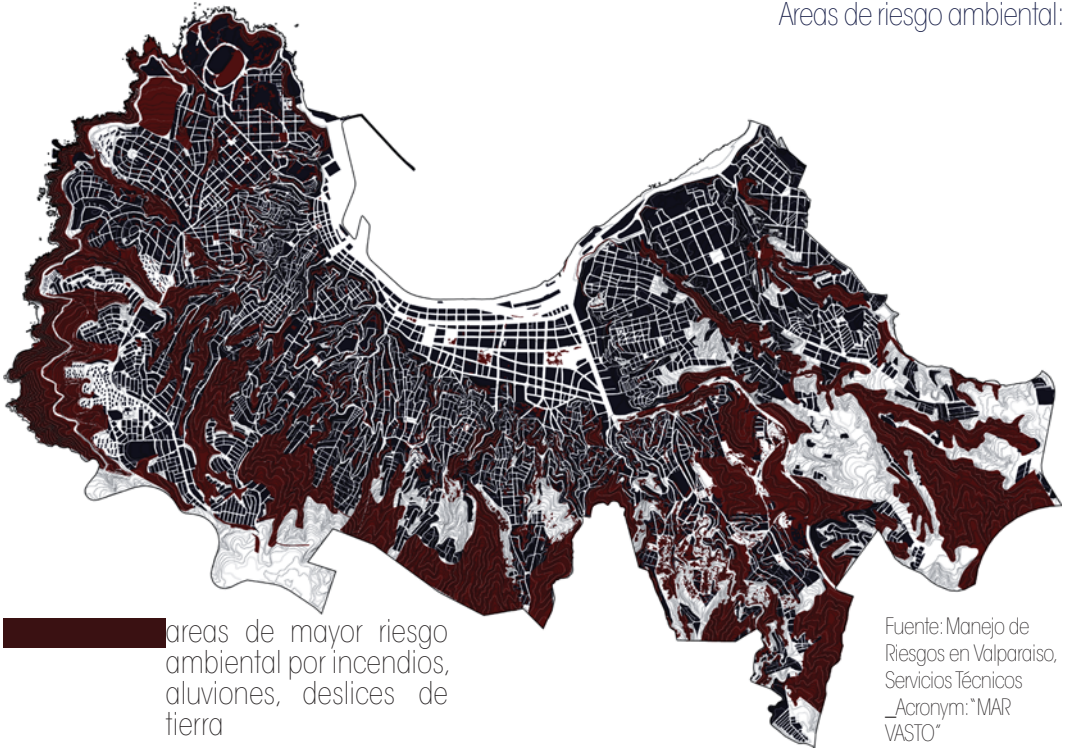 Areas de riesgo ambiental:
areas de mayor riesgo
ambiental por incendios,
aluviones, deslices de
tierra
Fuente: Manejo de
Riesgos en Valparaiso,
Servicios Técnicos
_Acronym: "MAR
VASTO"